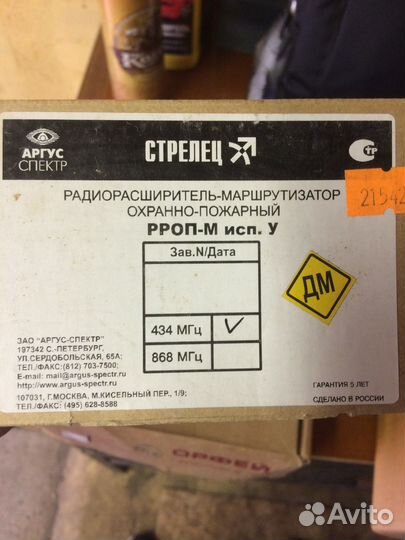 АРГУС
СПЕКТР
СТРЕЛЕЦ
ТР
РАДИОРАСШИРИТЕЛЬ-МАРШРУТИЗАТОР
ОХРАННО-ПОЖАРНЫЙ
РРОП-М исп. У
21542
Зав.N/Дата
434 МГц
868 МГц
ДМ
ЗАО "АРГУС-СПЕКТР"
197342 С.-ПЕТЕРБУРГ,
УЛ.СЕРДОБОЛЬСКАЯ, 65А;
ТЕЛ./ФАКС: (812) 703-7500;
E-mail: mail@argus-spectr.ru
http://www.argus-spectr.ru
107031, Г.МОСКВА, М.КИСЕЛЬНЫЙ ПЕР., 1/9;
ТЕЛ./ФАКС: (495) 628-8588
ГАРАНТИЯ 5 ЛЕТ
СДЕЛАНО В РОССИИ
ОРФЕЙ
Avito